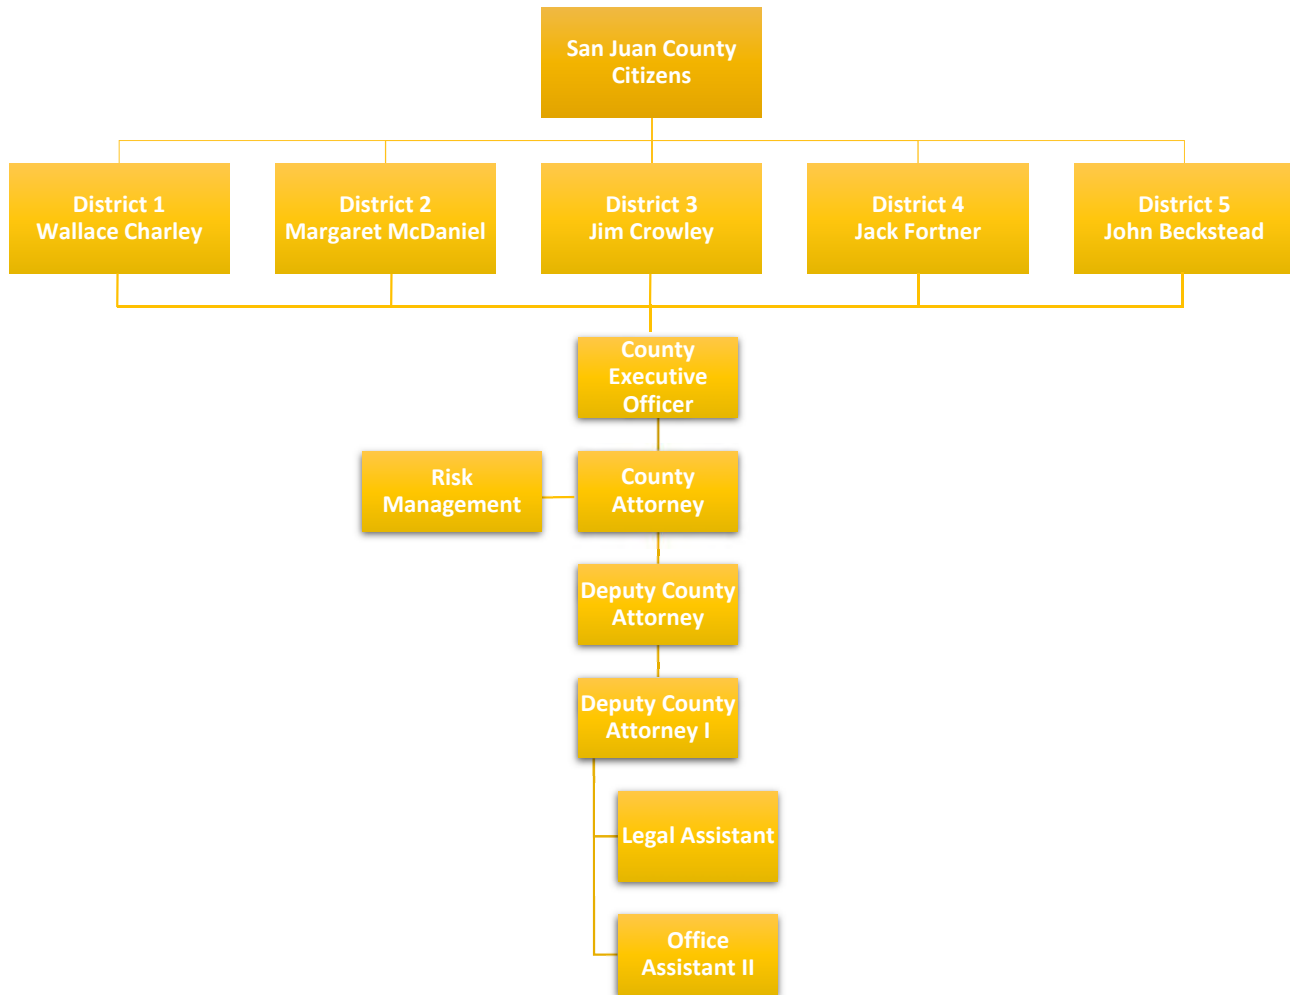 San Juan County
Citizens
District 1
Wallace Charley
District 2
Margaret McDaniel
District 3
Jim Crowley
District 4
Jack Fortner
District 5
John Beckstead
County
Executive
Officer
Risk
Management
County
Attorney
Deputy County
Attorney
Deputy County
Attorney I
Legal Assistant
Office
Assistant II